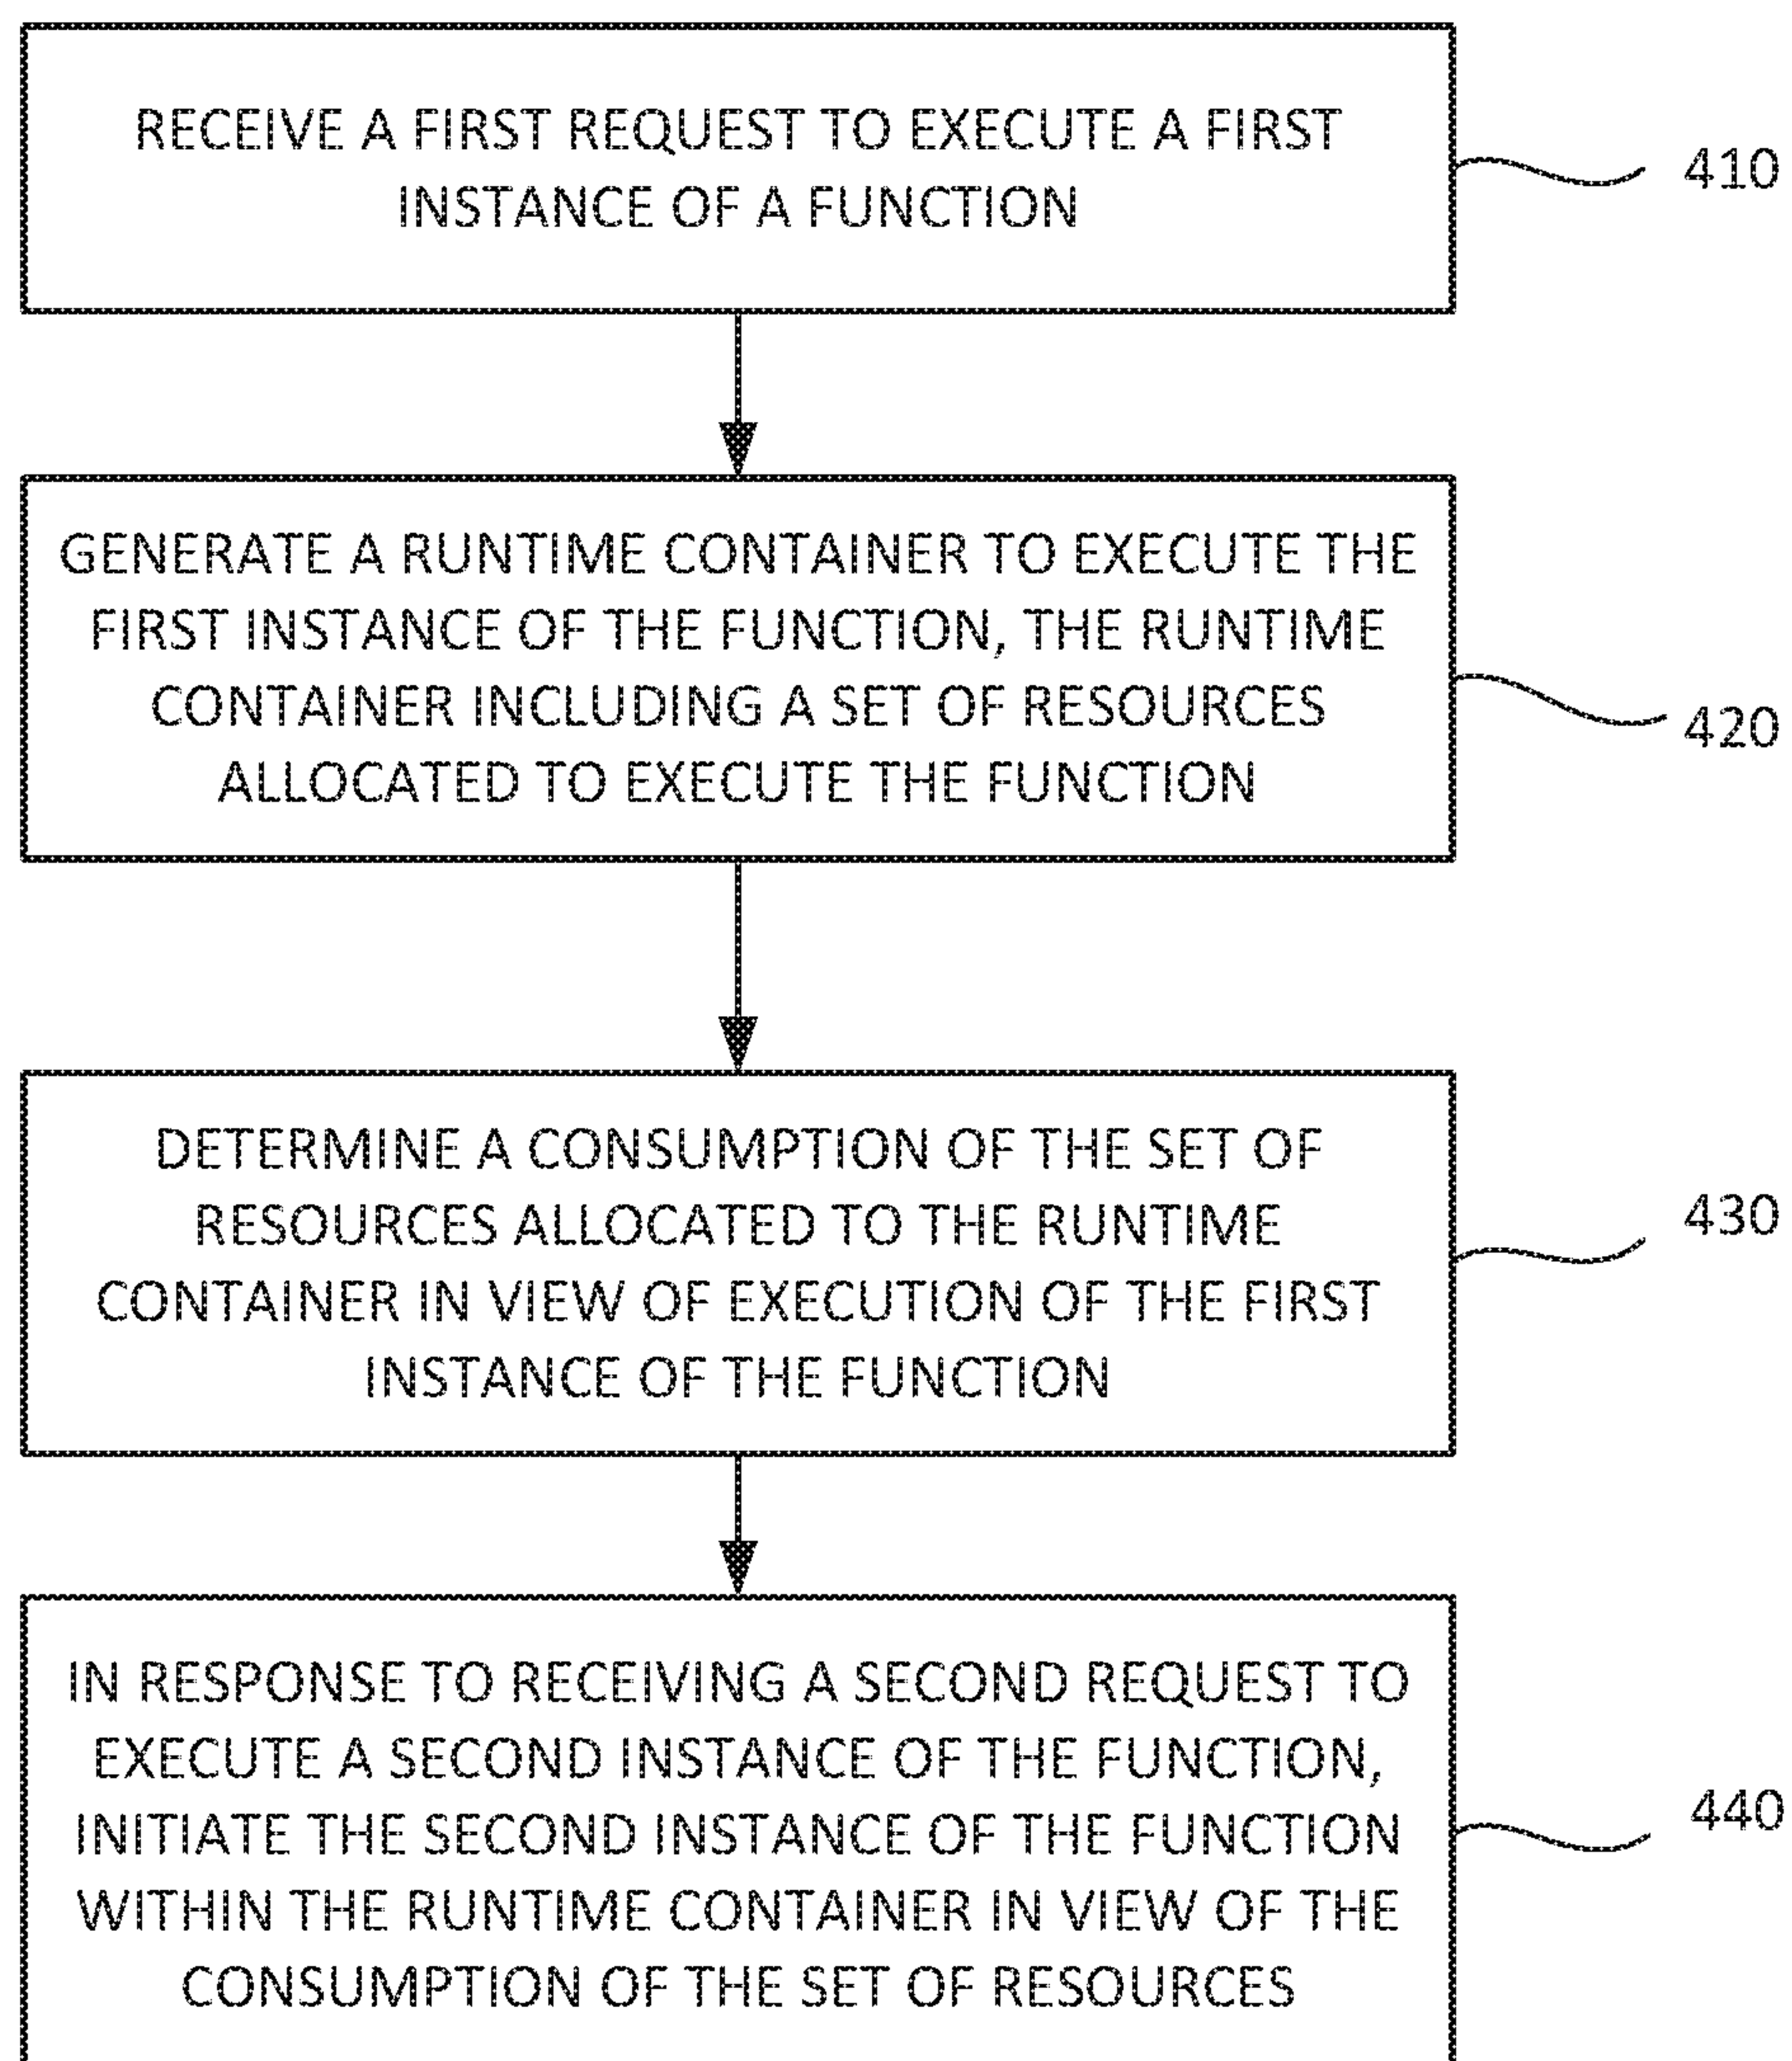 RECEIVE A FIRST REQUEST TO EXECUTE A FIRST
INSTANCE OF A FUNCTION
410
GENERATE A RUNTIME CONTAINER TO EXECUTE THE
FIRST INSTANCE OF THE FUNCTION, THE RUNTIME
CONTAINER INCLUDING A SET OF RESOURCES
ALLOCATED TO EXECUTE THE FUNCTION
420
DETERMINE A CONSUMPTION OF THE SET OF
RESOURCES ALLOCATED TO THE RUNTIME
CONTAINER IN VIEW OF EXECUTION OF THE FIRST
INSTANCE OF THE FUNCTION
430
IN RESPONSE TO RECEIVING A SECOND REQUEST TO
EXECUTE A SECOND INSTANCE OF THE FUNCTION,
INITIATE THE SECOND INSTANCE OF THE FUNCTION
WITHIN THE RUNTIME CONTAINER IN VIEW OF THE
CONSUMPTION OF THE SET OF RESOURCES
440